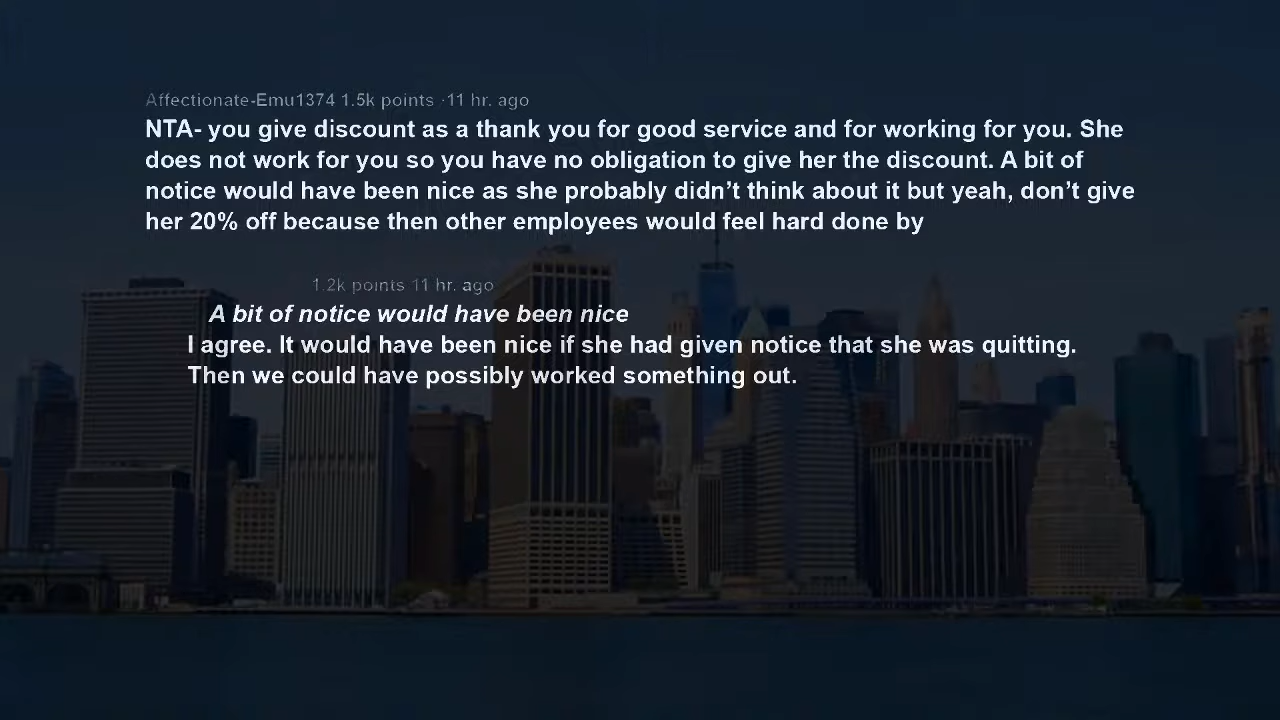 Affectionate-Emu1374 1.5k points ·11 hr. ago
NTA- you give discount as a thank you for good service and for working for you. She
does not work for you so you have no obligation to give her the discount. A bit of
notice would have been nice as she probably didn’t think about it but yeah, don’t give
her 20% off because then other employees would feel hard done by
1.2k points 11 hr. ago
A bit of notice would have been nice
I agree. It would have been nice if she had given notice that she was quitting.
Then we could have possibly worked something out.